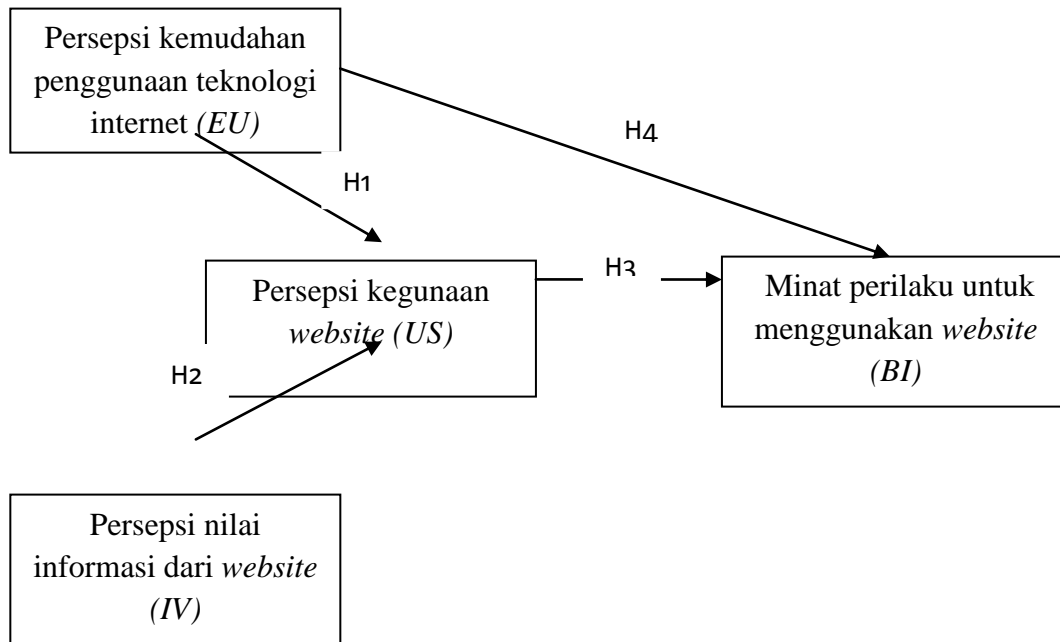 Persepsi kemudahan
penggunaan teknologi
internet (EU)
H4
H1
Persepsi kegunaan
website (US)
H3
Minat perilaku untuk
menggunakan website
(BI)
H2
Persepsi nilai
informasi dari website
(IV)